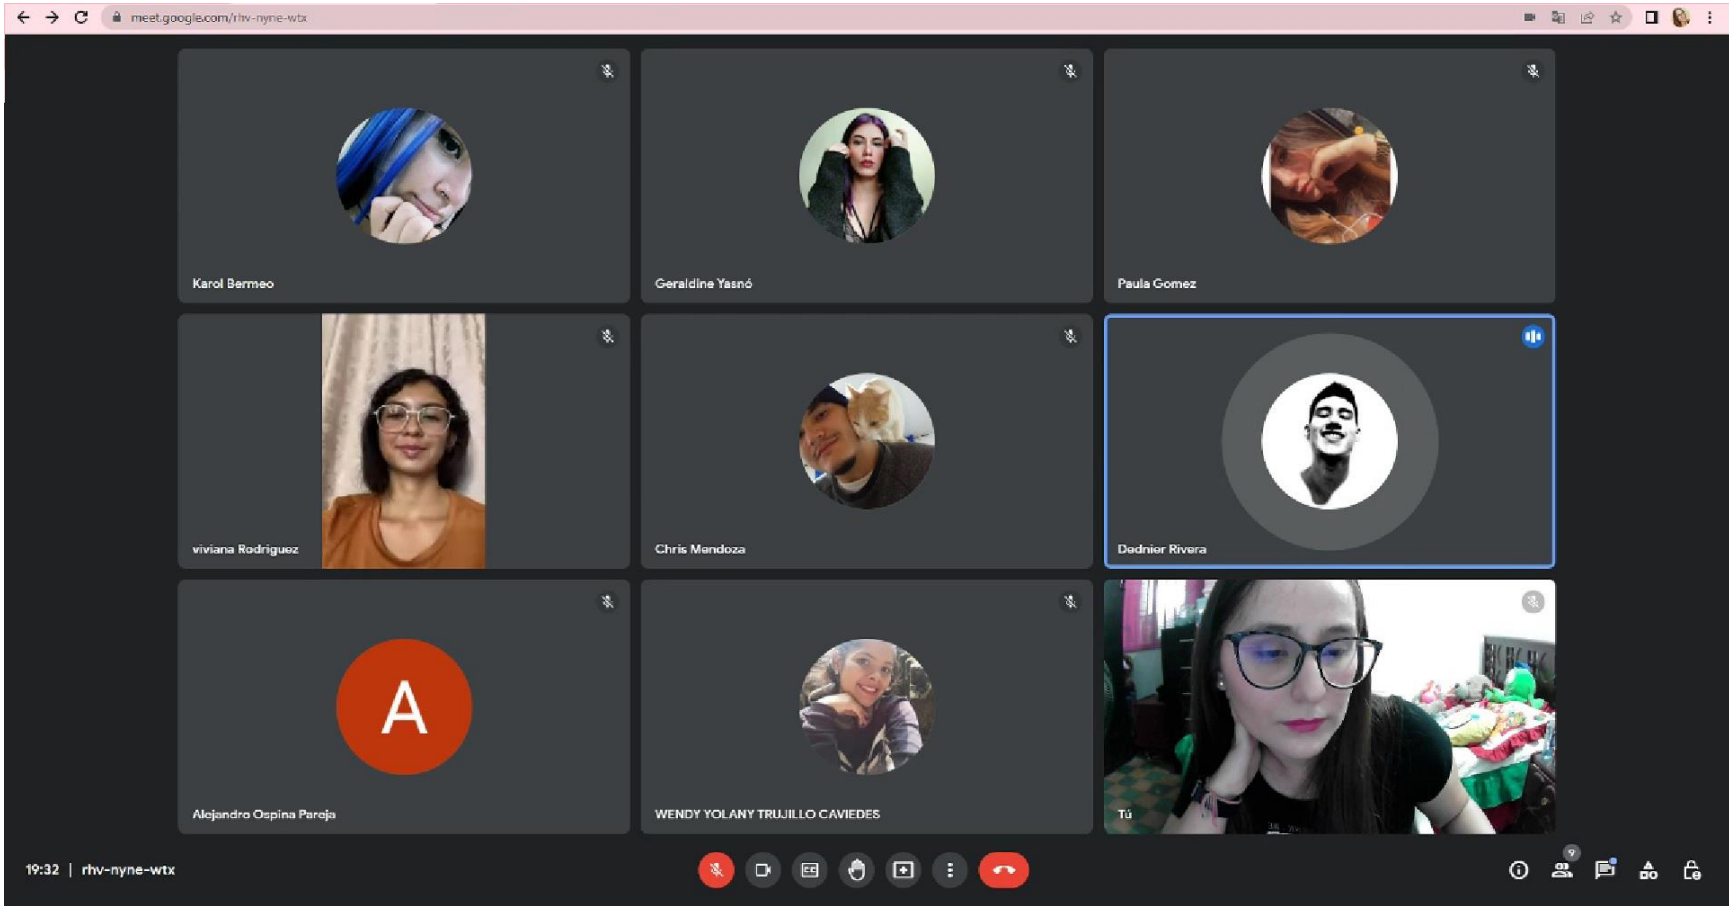 meet.google.com/rhv-nyne-wtx
Karol Bermeo
Geraldine Yasnó
Paula Gomez
viviana Rodriguez
Chris Mendoza
Dednier Rivera
A
Alejandro Ospina Pareja
WENDY YOLANY TRUJILLO CAVIEDES
Tú
19:32 | rhv-nyne-wtx
CC
9